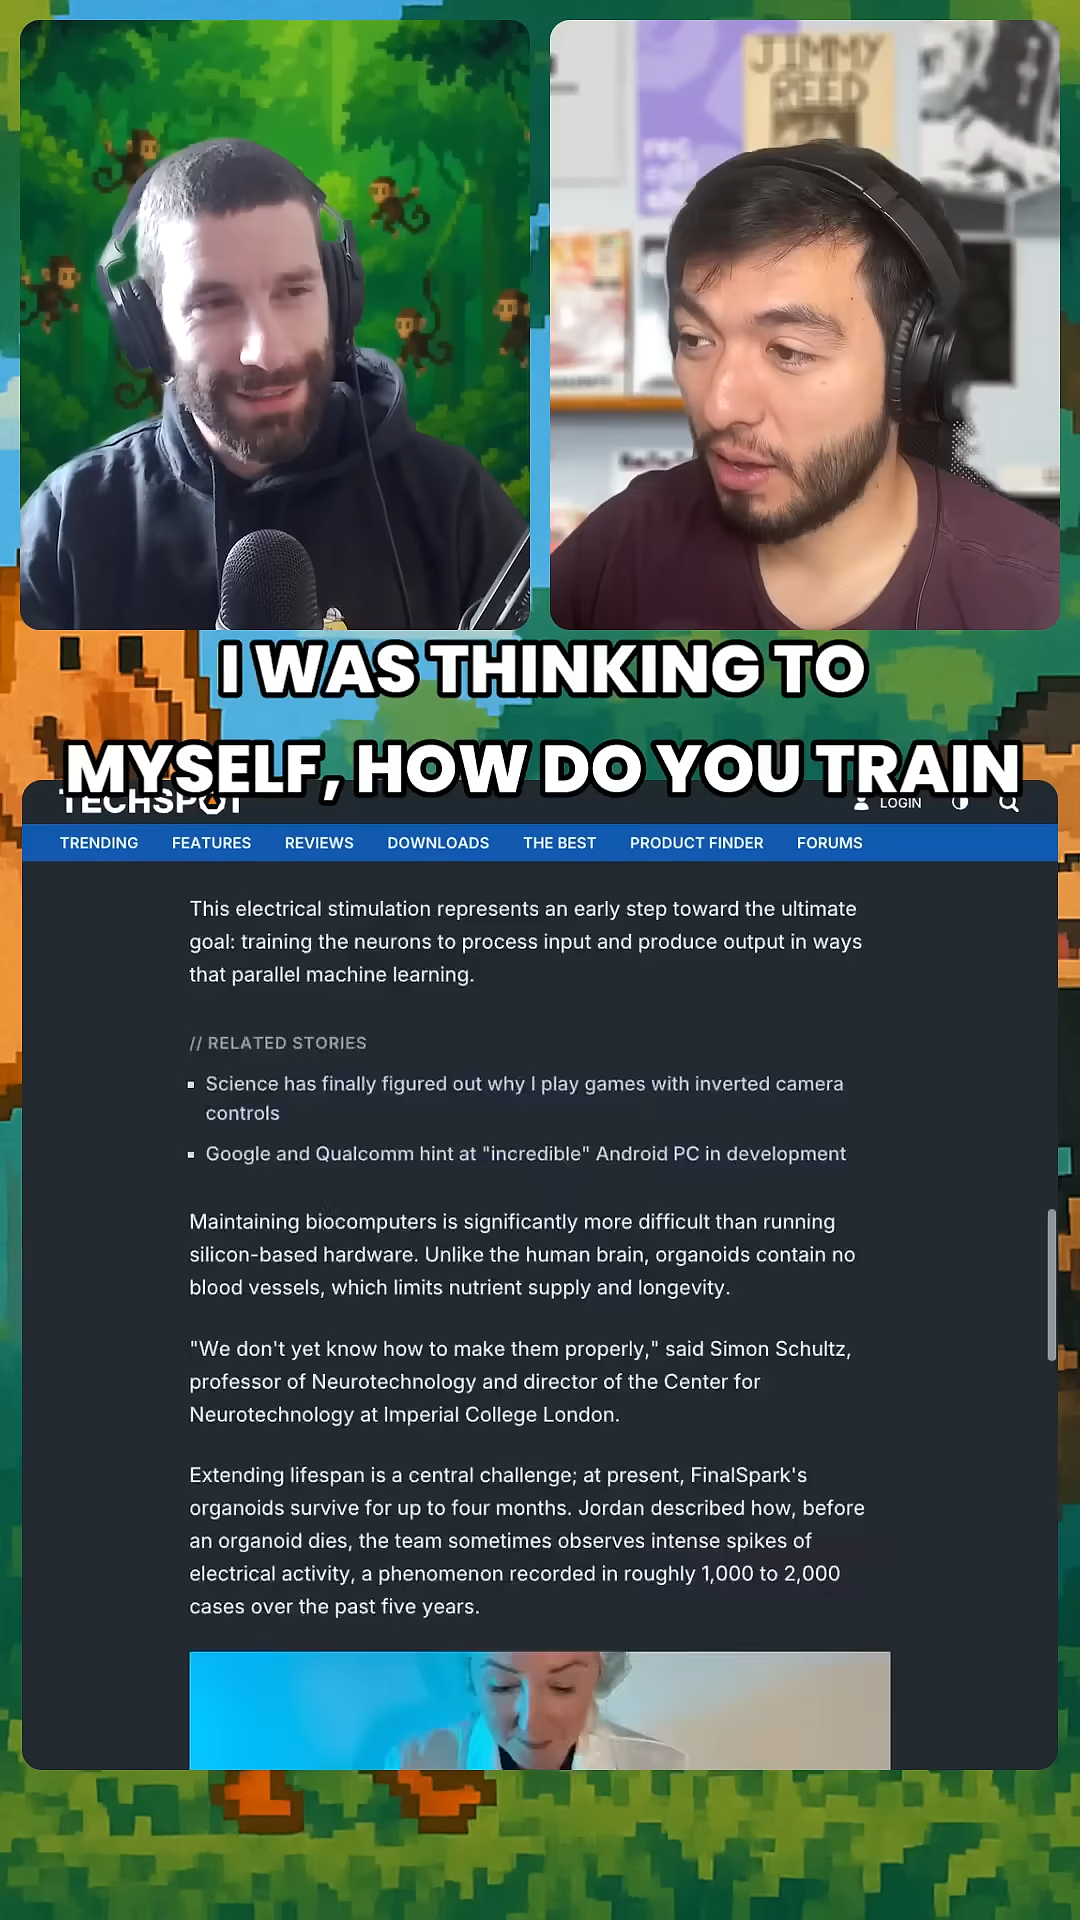 JIMMY
REED
I WAS THINKING TO
MYSELF, HOW DO YOU TRAIN
TECHSPOT
LOGIN
TRENDING FEATURES REVIEWS DOWNLOADS THE BEST PRODUCT FINDER FORUMS
This electrical stimulation represents an early step toward the ultimate
goal: training the neurons to process input and produce output in ways
that parallel machine learning.
// RELATED STORIES
▪ Science has finally figured out why I play games with inverted camera
controls
▪ Google and Qualcomm hint at "incredible" Android PC in development
Maintaining biocomputers is significantly more difficult than running
silicon-based hardware. Unlike the human brain, organoids contain no
blood vessels, which limits nutrient supply and longevity.
"We don't yet know how to make them properly," said Simon Schultz,
professor of Neurotechnology and director of the Center for
Neurotechnology at Imperial College London.
Extending lifespan is a central challenge; at present, FinalSpark's
organoids survive for up to four months. Jordan described how, before
an organoid dies, the team sometimes observes intense spikes of
electrical activity, a phenomenon recorded in roughly 1,000 to 2,000
cases over the past five years.